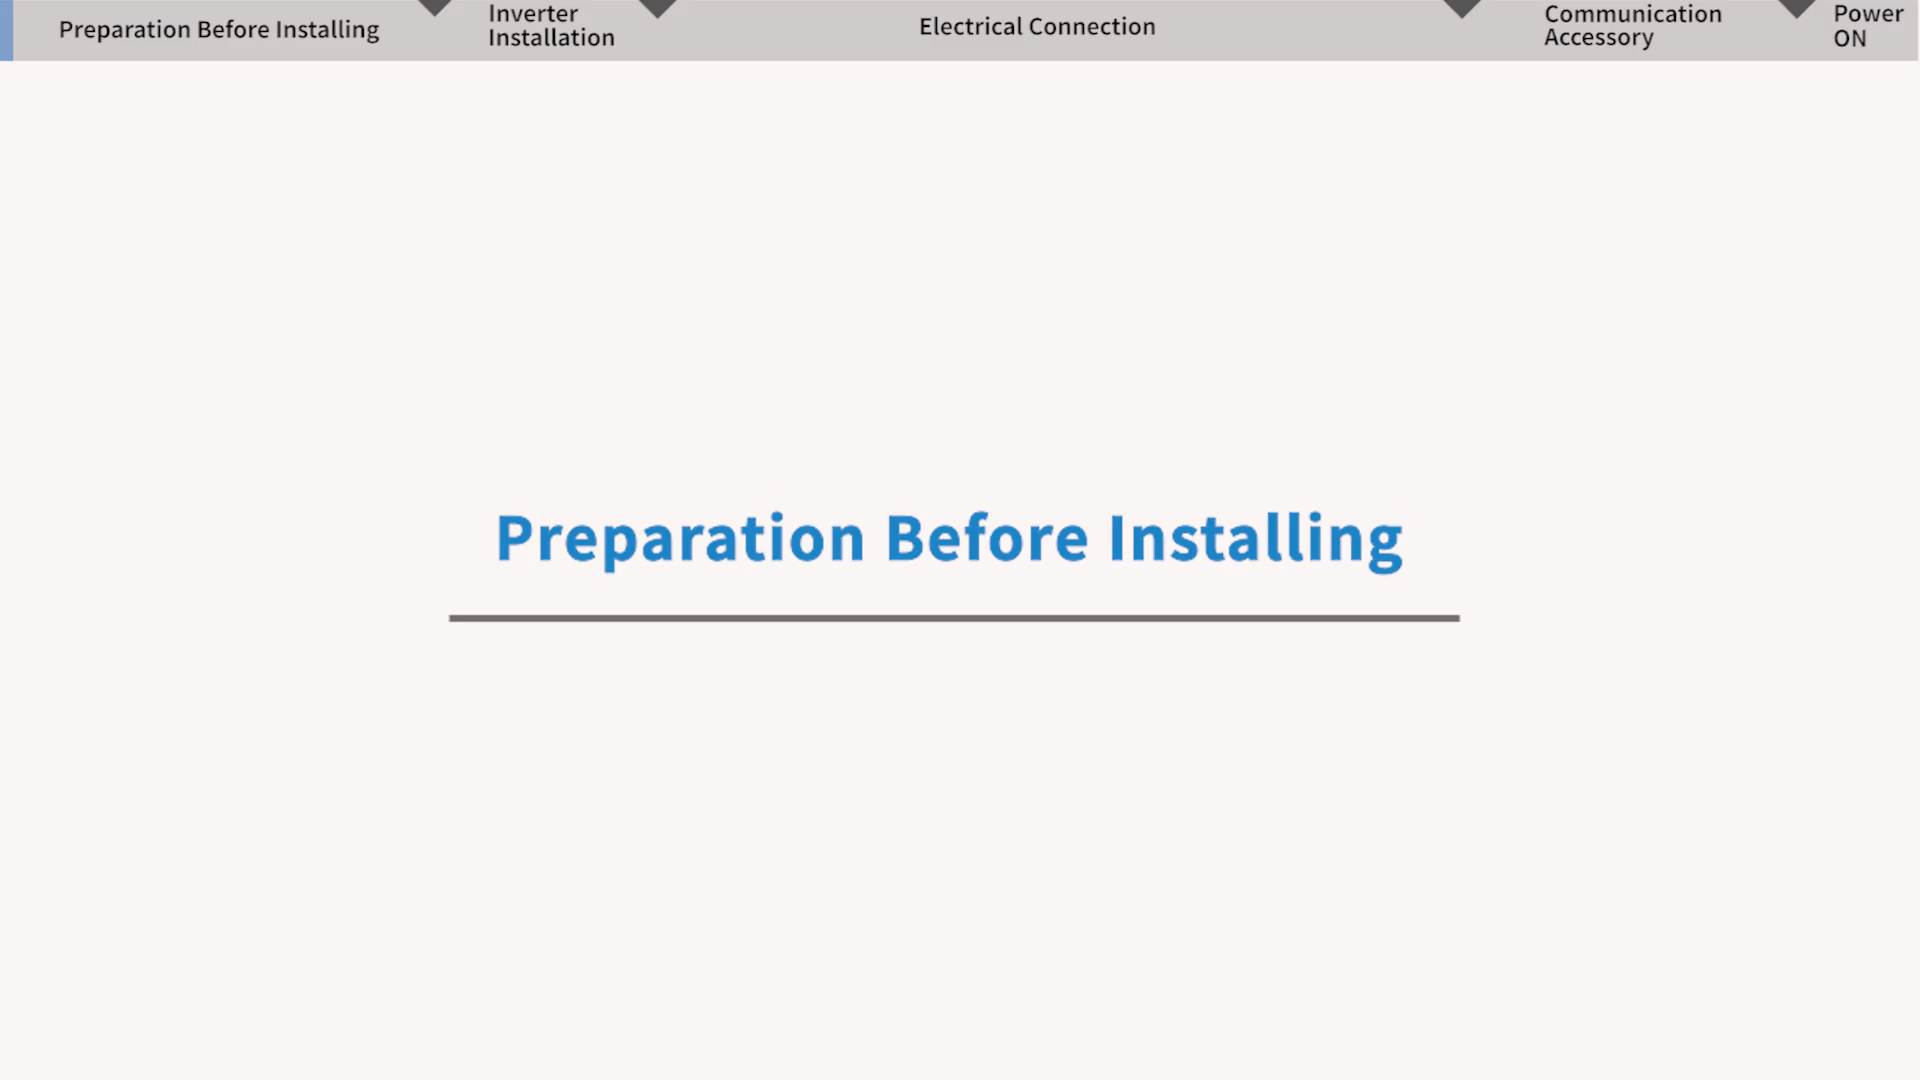 Preparation Before Installing
Inverter
Installation
Electrical Connection
Communication
Accessory
Power
ON
Preparation Before Installing